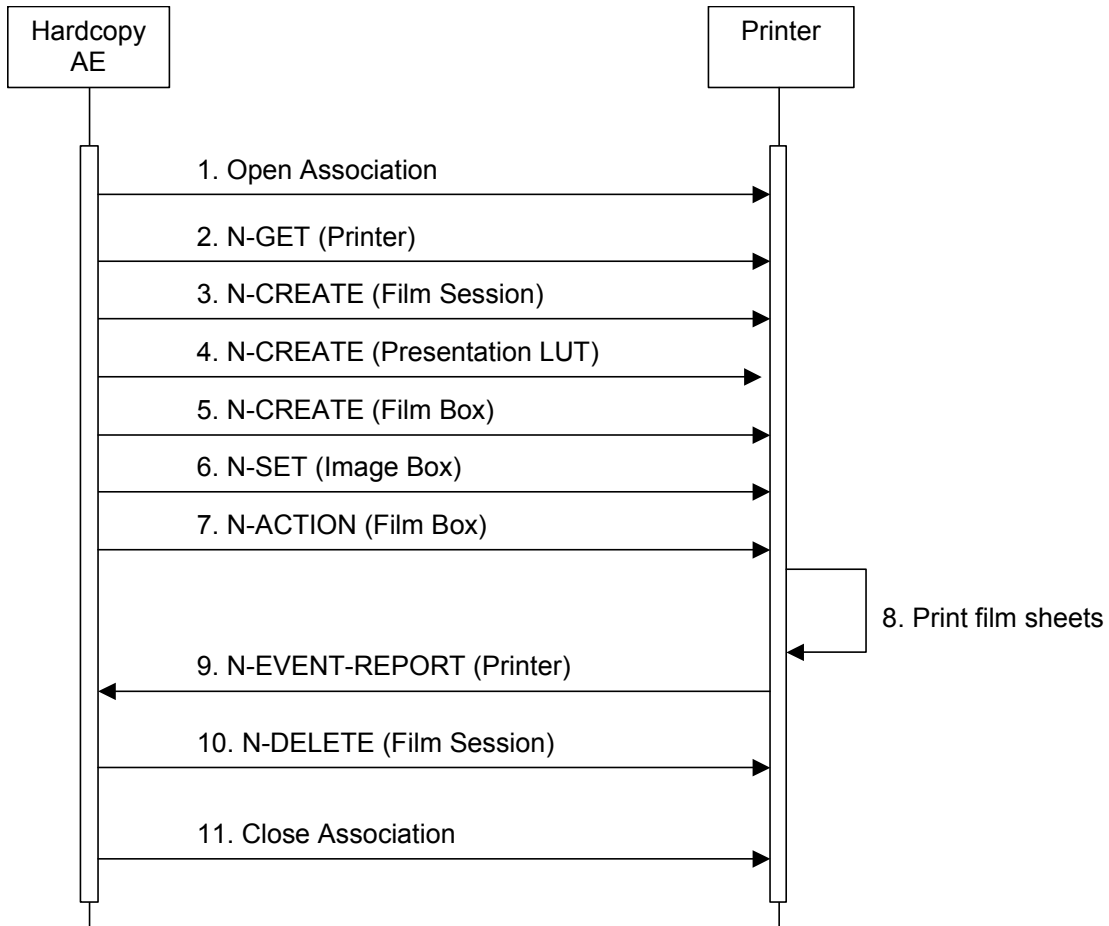 Hardcopy
AE
Printer
1. Open Association
2. N-GET (Printer)
3. N-CREATE (Film Session)
4. N-CREATE (Presentation LUT)
5. N-CREATE (Film Box)
6. N-SET (Image Box)
7. N-ACTION (Film Box)
8. Print film sheets
9. N-EVENT-REPORT (Printer)
10. N-DELETE (Film Session)
11. Close Association